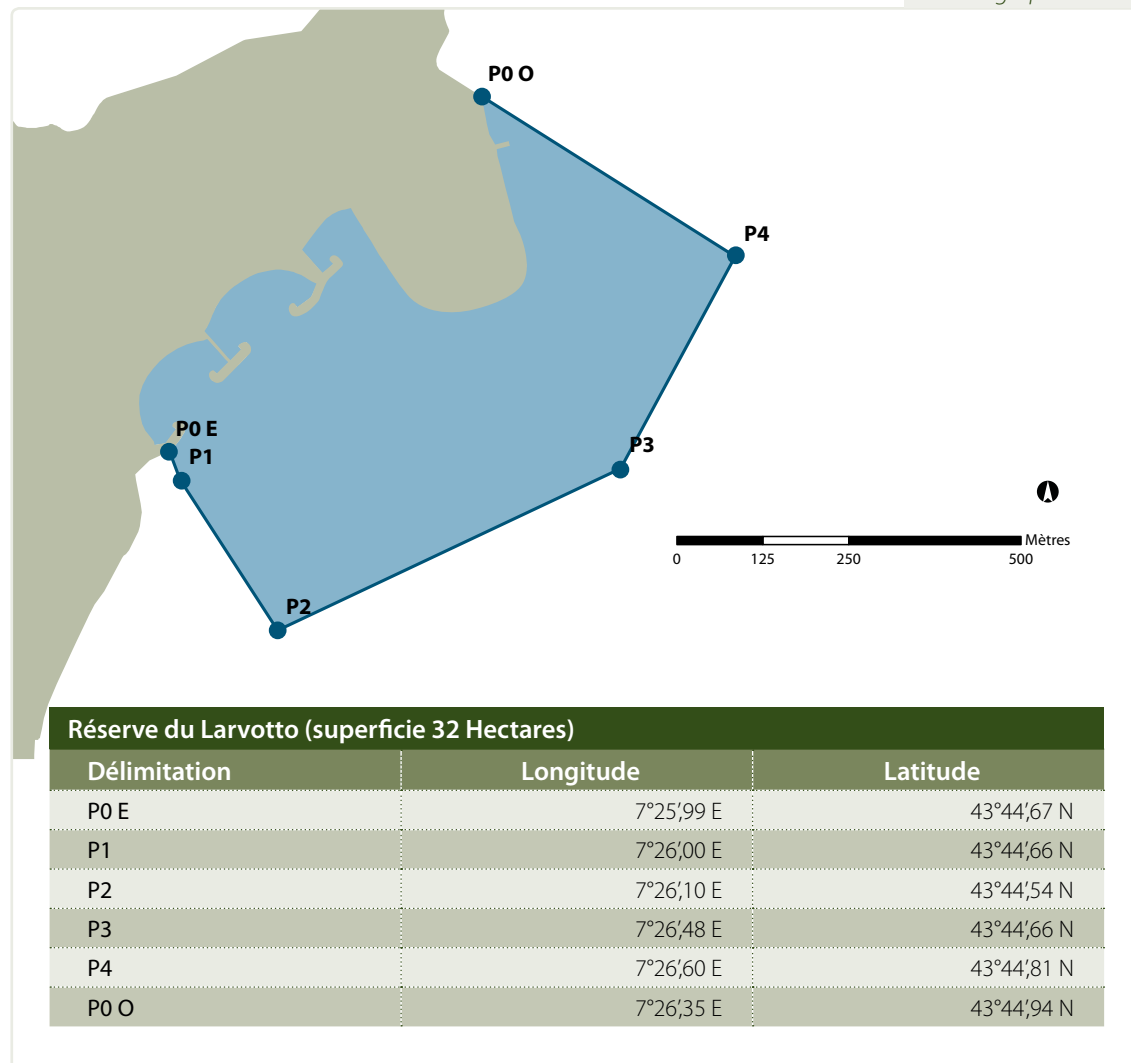 P0 O
P4
P0 E
P1
P3
P2
Mètres
0 125 250 500
Réserve du Larvotto (superficie 32 Hectares)
Délimitation Longitude Latitude
P0 E 7°25',99 E 43°44',67 N
P1 7°26',00 E 43°44',66 N
P2 7°26',10 E 43°44',54 N
P3 7°26',48 E 43°44',66 N
P4 7°26',60 E 43°44',81 N
P0 O 7°26',35 E 43°44',94 N